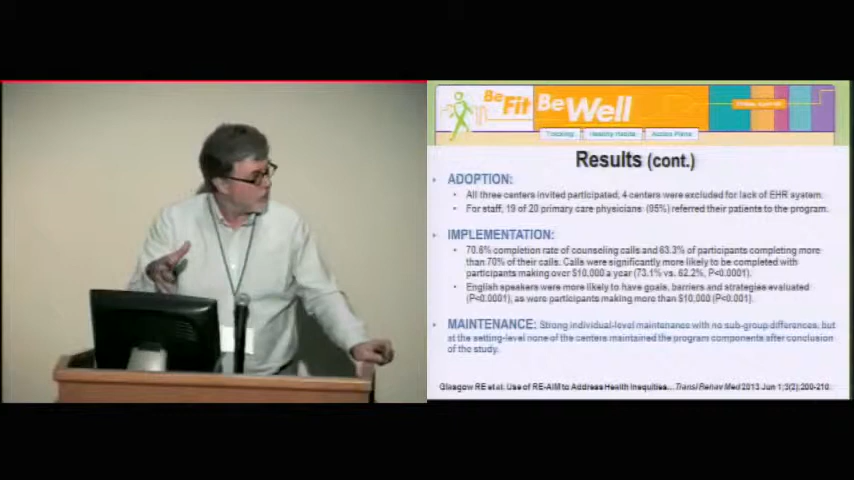 Be Fit Be Well
Tracking Healthy Habits Action Plans
Results (cont.)
ADOPTION:
All three centers invited participated, 4 centers were excluded for lack of EHR system.
For staff, 19 of 20 primary care physicians (95%) referred their patients to the program.
IMPLEMENTATION:
70.6% completion rate of counseling calls and 63.3% of participants completing more
than 70% of their calls. Calls were significantly more likely to be completed with
participants making over $10,000 a year (73.1% vs. 62.2%, P<0.0001).
English speakers were more likely to have goals, barriers and strategies evaluated
(P<0.0001), as were participants making more than $10,000 (P<0.001).
MAINTENANCE: Strong individual-level maintenance with no sub-group differences, but
at the setting-level none of the centers maintained the program components after conclusion
of the study.
Glasgow RE et al. Use of RE-AIM to Address Health Inequities... Transl Behav Med 2013 Jun 1;3(2):200-210.